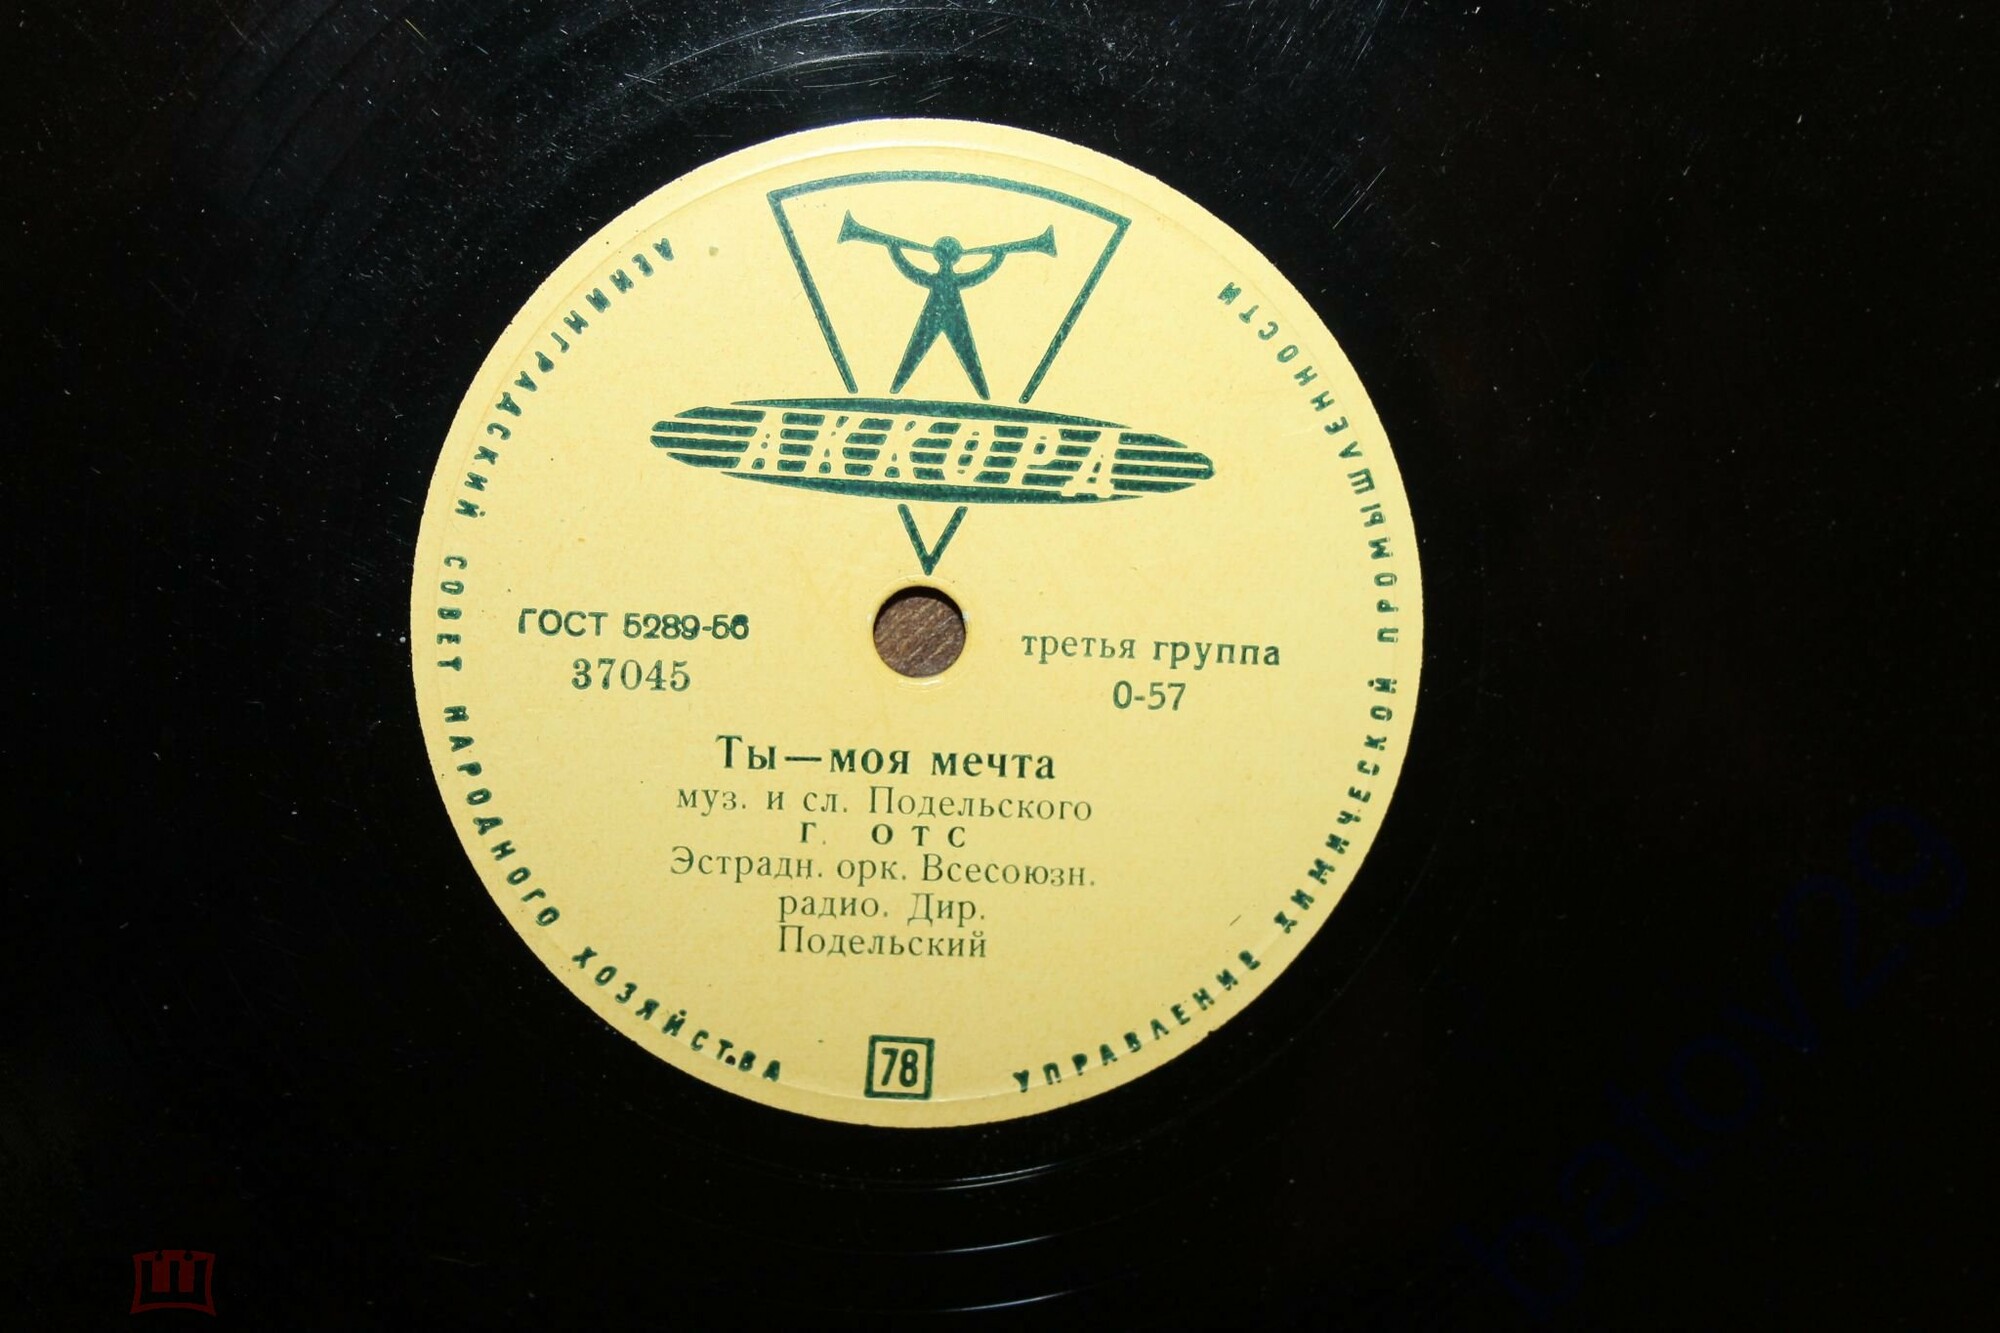 АККОРД
ЛЕНИНГРАДСКИЙ СОВЕТ НАРОДНОГО ХОЗЯЙСТВА
УПРАВЛЕНИЕ ХИМИЧЕСКОЙ ПРОМЫШЛЕННОСТИ
ГОСТ 5289-56
37045
третья группа
0-57
Ты—моя мечта
муз. и сл. Подельского
Г. ОТС
Эстрадн. орк. Всесоюзн.
радио. Дир.
Подельский
78
batov29